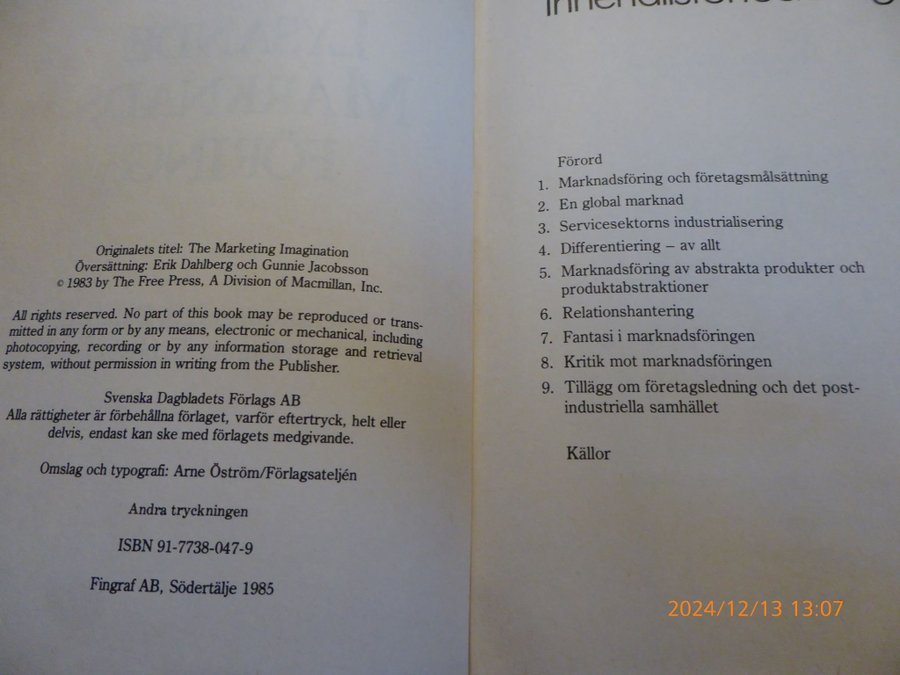 Originalets titel: The Marketing Imagination
Översättning: Erik Dahlberg och Gunnie Jacobsson
© 1983 by The Free Press, A Division of Macmillan, Inc.
All rights reserved. No part of this book may be reproduced or trans-
mitted in any form or by any means, electronic or mechanical, including
photocopying, recording or by any information storage and retrieval
system, without permission in writing from the Publisher.
Svenska Dagbladets Förlags AB
Alla rättigheter är förbehållna förlaget, varför eftertryck, helt eller
delvis, endast kan ske med förlagets medgivande.
Omslag och typografi: Arne Öström/Förlagsateljén
Andra tryckningen
ISBN 91-7738-047-9
Fingraf AB, Södertälje 1985
Förord
1. Marknadsföring och företagsmålsättning
2. En global marknad
3. Servicesektorns industrialisering
4. Differentiering – av allt
5. Marknadsföring av abstrakta produkter och
produktabstraktioner
6. Relationshantering
7. Fantasi i marknadsföringen
8. Kritik mot marknadsföringen
9. Tillägg om företagsledning och det post-
industriella samhället
Källor
2024/12/13 13:07